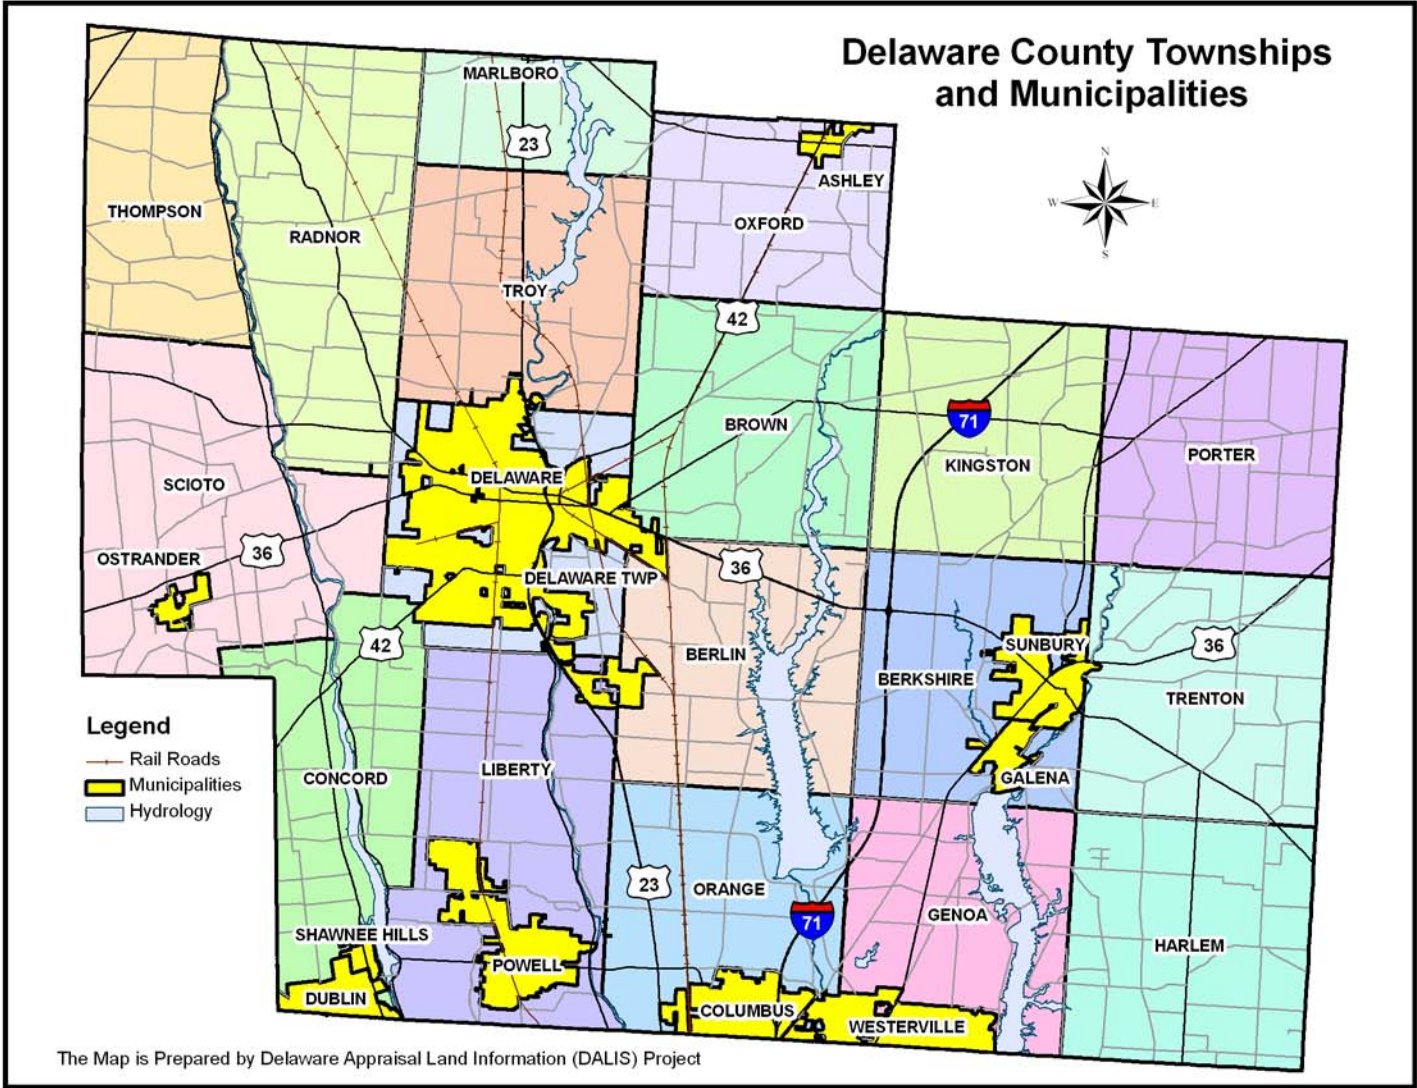 Delaware County Townships
and Municipalities
N
W
E
S
MARLBORO
23
ASHLEY
THOMPSON
RADNOR
OXFORD
TROY
42
BROWN
71
KINGSTON
PORTER
SCIOTO
DELAWARE
OSTRANDER
36
DELAWARE TWP
36
42
BERLIN
SUNBURY
36
BERKSHIRE
TRENTON
Legend
Rail Roads
Municipalities
Hydrology
CONCORD
LIBERTY
GALENA
23
ORANGE
71
GENOA
SHAWNEE HILLS
HARLEM
POWELL
DUBLIN
COLUMBUS
WESTERVILLE
The Map is Prepared by Delaware Appraisal Land Information (DALIS) Project